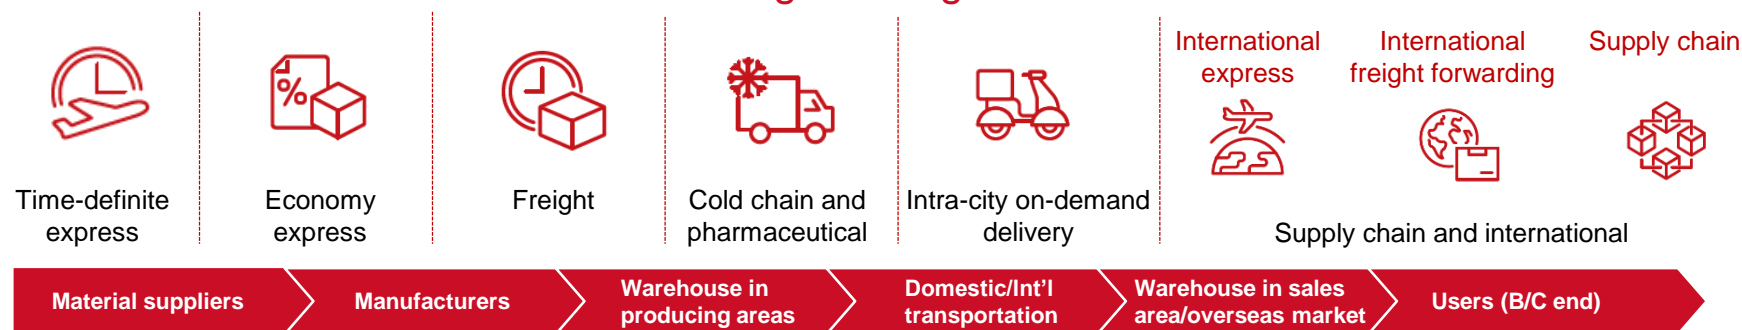 International
express
International
freight forwarding
Supply chain
%
Time-definite
express
Economy
express
Freight
Cold chain and
pharmaceutical
Intra-city on-demand
delivery
Supply chain and international
Material suppliers
Manufacturers
Warehouse in
producing areas
Domestic/Int'l
transportation
Warehouse in sales
area/overseas market
Users (B/C end)